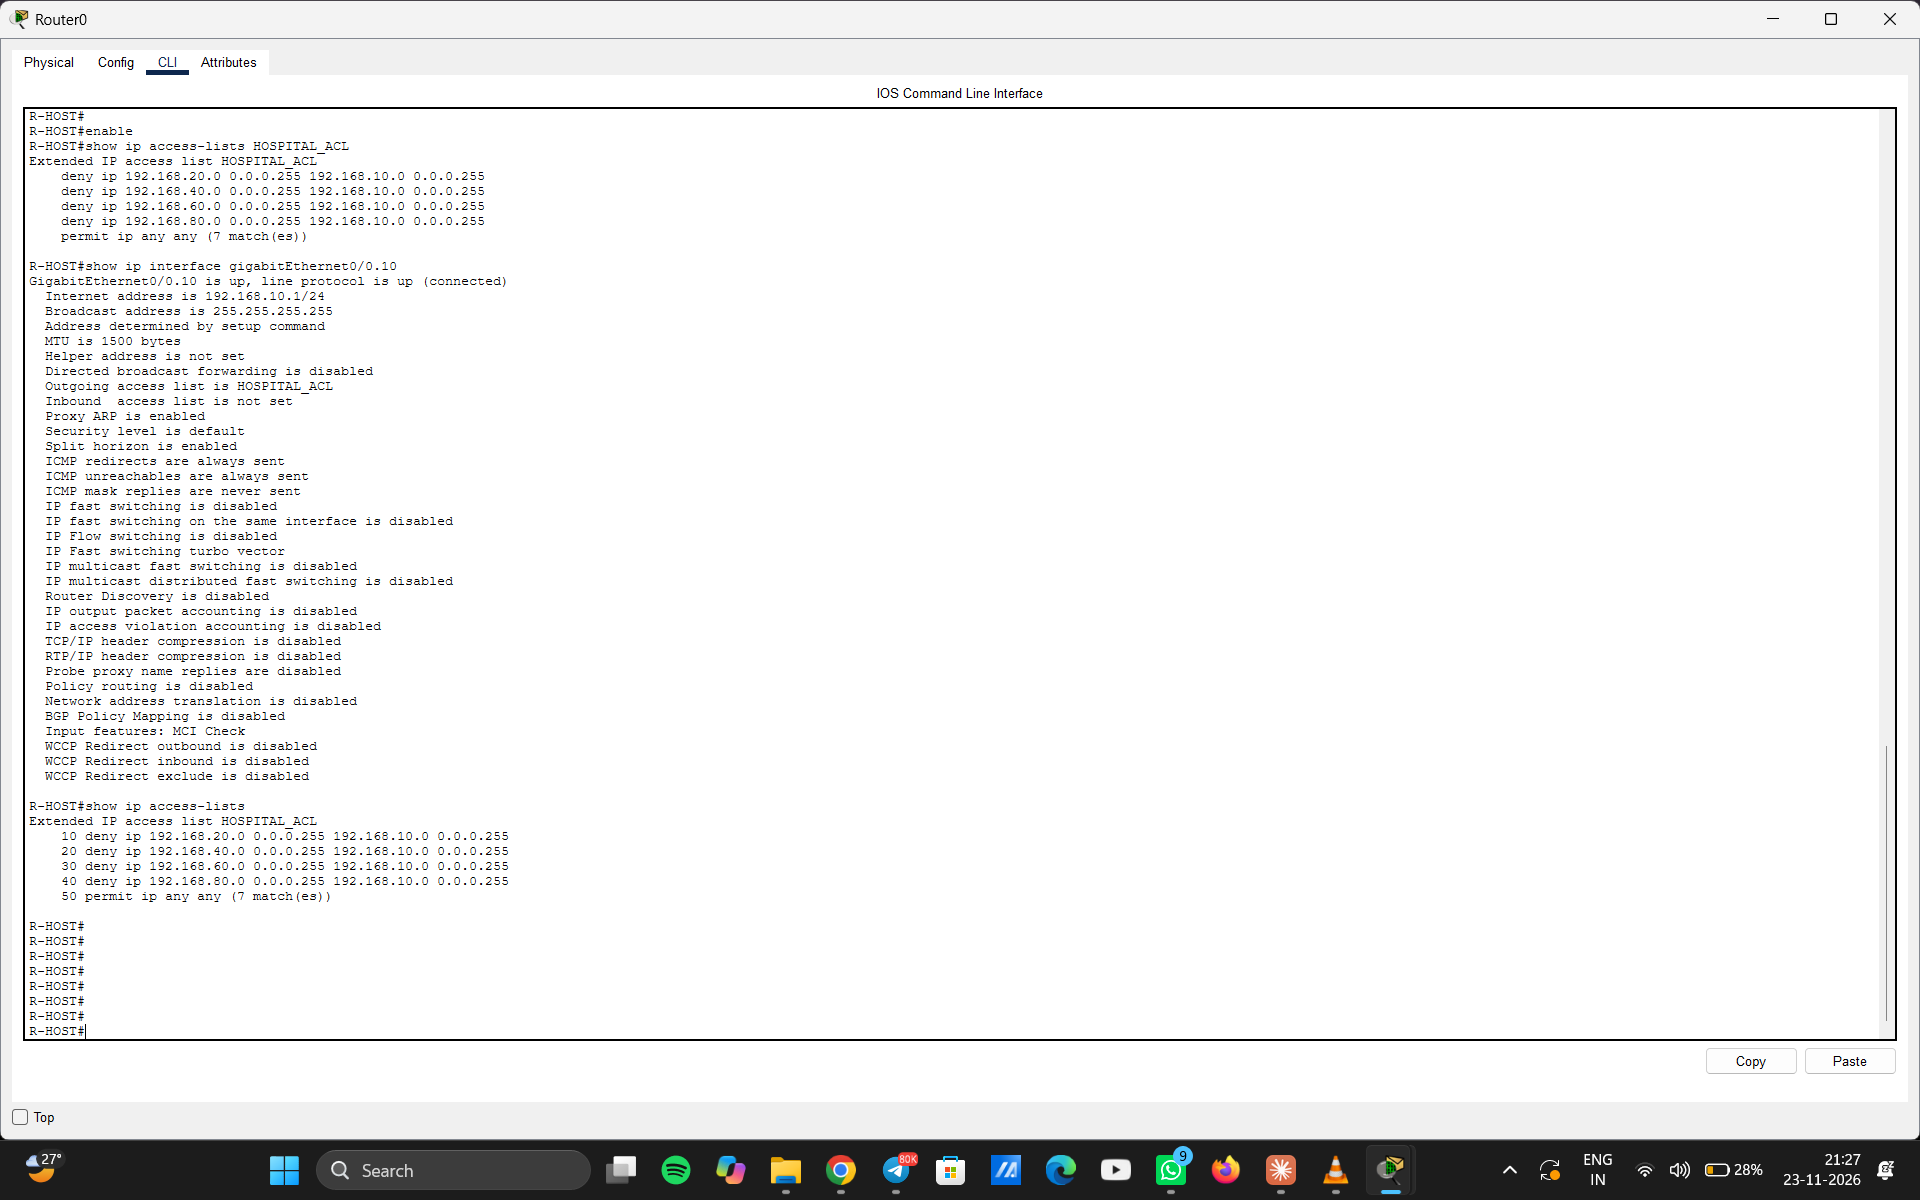 Router0
Physical Config CLI Attributes
IOS Command Line Interface
R-HOST#
R-HOST#enable
R-HOST#show ip access-lists HOSPITAL_ACL
Extended IP access list HOSPITAL_ACL
deny ip 192.168.20.0 0.0.0.255 192.168.10.0 0.0.0.255
deny ip 192.168.40.0 0.0.0.255 192.168.10.0 0.0.0.255
deny ip 192.168.60.0 0.0.0.255 192.168.10.0 0.0.0.255
deny ip 192.168.80.0 0.0.0.255 192.168.10.0 0.0.0.255
permit ip any any (7 match(es))
R-HOST#show ip interface gigabitEthernet0/0.10
GigabitEthernet0/0.10 is up, line protocol is up (connected)
Internet address is 192.168.10.1/24
Broadcast address is 255.255.255.255
Address determined by setup command
MTU is 1500 bytes
Helper address is not set
Directed broadcast forwarding is disabled
Outgoing access list is HOSPITAL_ACL
Inbound  access list is not set
Proxy ARP is enabled
Security level is default
Split horizon is enabled
ICMP redirects are always sent
ICMP unreachables are always sent
ICMP mask replies are never sent
IP fast switching is disabled
IP fast switching on the same interface is disabled
IP Flow switching is disabled
IP Fast switching turbo vector
IP multicast fast switching is disabled
IP multicast distributed fast switching is disabled
Router Discovery is disabled
IP output packet accounting is disabled
IP access violation accounting is disabled
TCP/IP header compression is disabled
RTP/IP header compression is disabled
Probe proxy name replies are disabled
Policy routing is disabled
Network address translation is disabled
BGP Policy Mapping is disabled
Input features: MCI Check
WCCP Redirect outbound is disabled
WCCP Redirect inbound is disabled
WCCP Redirect exclude is disabled
R-HOST#show ip access-lists
Extended IP access list HOSPITAL_ACL
10 deny ip 192.168.20.0 0.0.0.255 192.168.10.0 0.0.0.255
20 deny ip 192.168.40.0 0.0.0.255 192.168.10.0 0.0.0.255
30 deny ip 192.168.60.0 0.0.0.255 192.168.10.0 0.0.0.255
40 deny ip 192.168.80.0 0.0.0.255 192.168.10.0 0.0.0.255
50 permit ip any any (7 match(es))
R-HOST#
R-HOST#
R-HOST#
R-HOST#
R-HOST#
R-HOST#
R-HOST#
R-HOST#
Copy Paste
Top
27°
Search
80K
9
ENG
IN
28%
21:27
23-11-2026